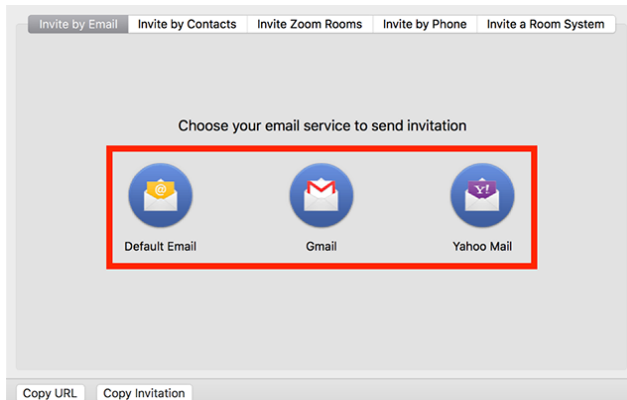 Invite by Email Invite by Contacts Invite Zoom Rooms Invite by Phone Invite a Room System
Choose your email service to send invitation
@ Y!
Default Email Gmail Yahoo Mail
Copy URL Copy Invitation